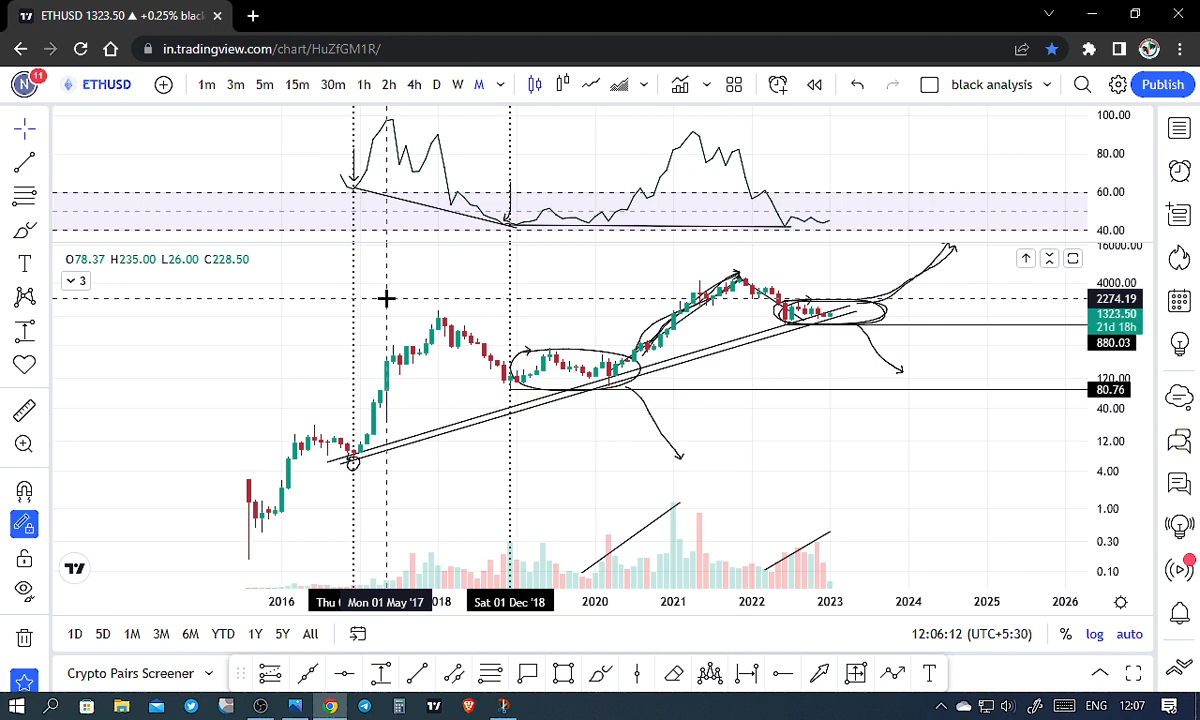 ETHUSD 1323.50 ▲ +0.25% blac
in.tradingview.com/chart/HuZfGM1R/
N 11 ETHUSD 1m 3m 5m 15m 30m 1h 2h 4h D W M black analysis Publish
100.00
80.00
60.00
40.00
O78.37 H235.00 L26.00 C228.50
3
16000.00
4000.00
2274.19
1323.50
21d 18h
880.03
120.00
80.76
40.00
12.00
4.00
1.00
0.30
0.10
2016 Thu Mon 01 May '17 018 Sat 01 Dec '18 2020 2021 2022 2023 2024 2025 2026
1D 5D 1M 3M 6M YTD 1Y 5Y All 12:06:12 (UTC+5:30) % log auto
Crypto Pairs Screener
ENG 12:07